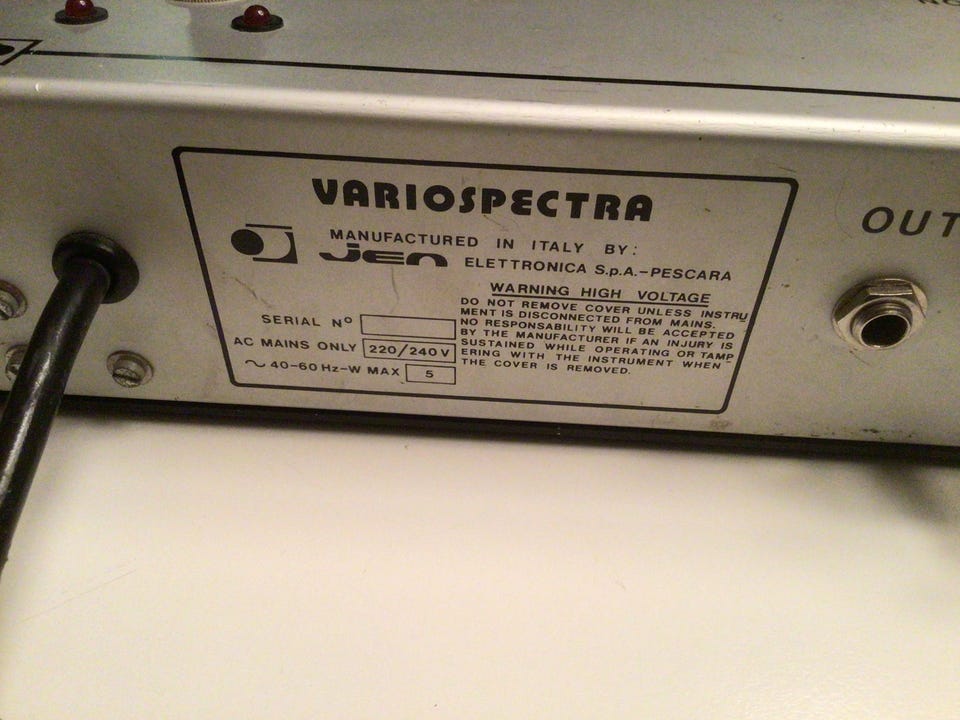 VARIOSPECTRA
MANUFACTURED IN ITALY BY:
Jen ELETTRONICA S.p.A.-PESCARA
WARNING HIGH VOLTAGE
DO NOT REMOVE COVER UNLESS INSTRU
MENT IS DISCONNECTED FROM MAINS.
NO RESPONSABILITY WILL BE ACCEPTED
BY THE MANUFACTURER IF AN INJURY IS
SUSTAINED WHILE OPERATING OR TAMP
ERING WITH THE INSTRUMENT WHEN
THE COVER IS REMOVED.
SERIAL Nº
AC MAINS ONLY 220/240 V
~ 40-60 Hz-W MAX 5
OUT